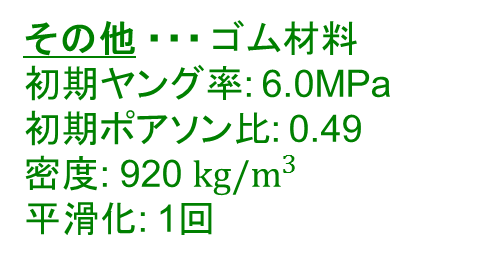 その他 ・・・ ゴム材料
初期ヤング率: 6.0MPa
初期ポアソン比: 0.49
密度: 920 kg/m³
平滑化: 1回